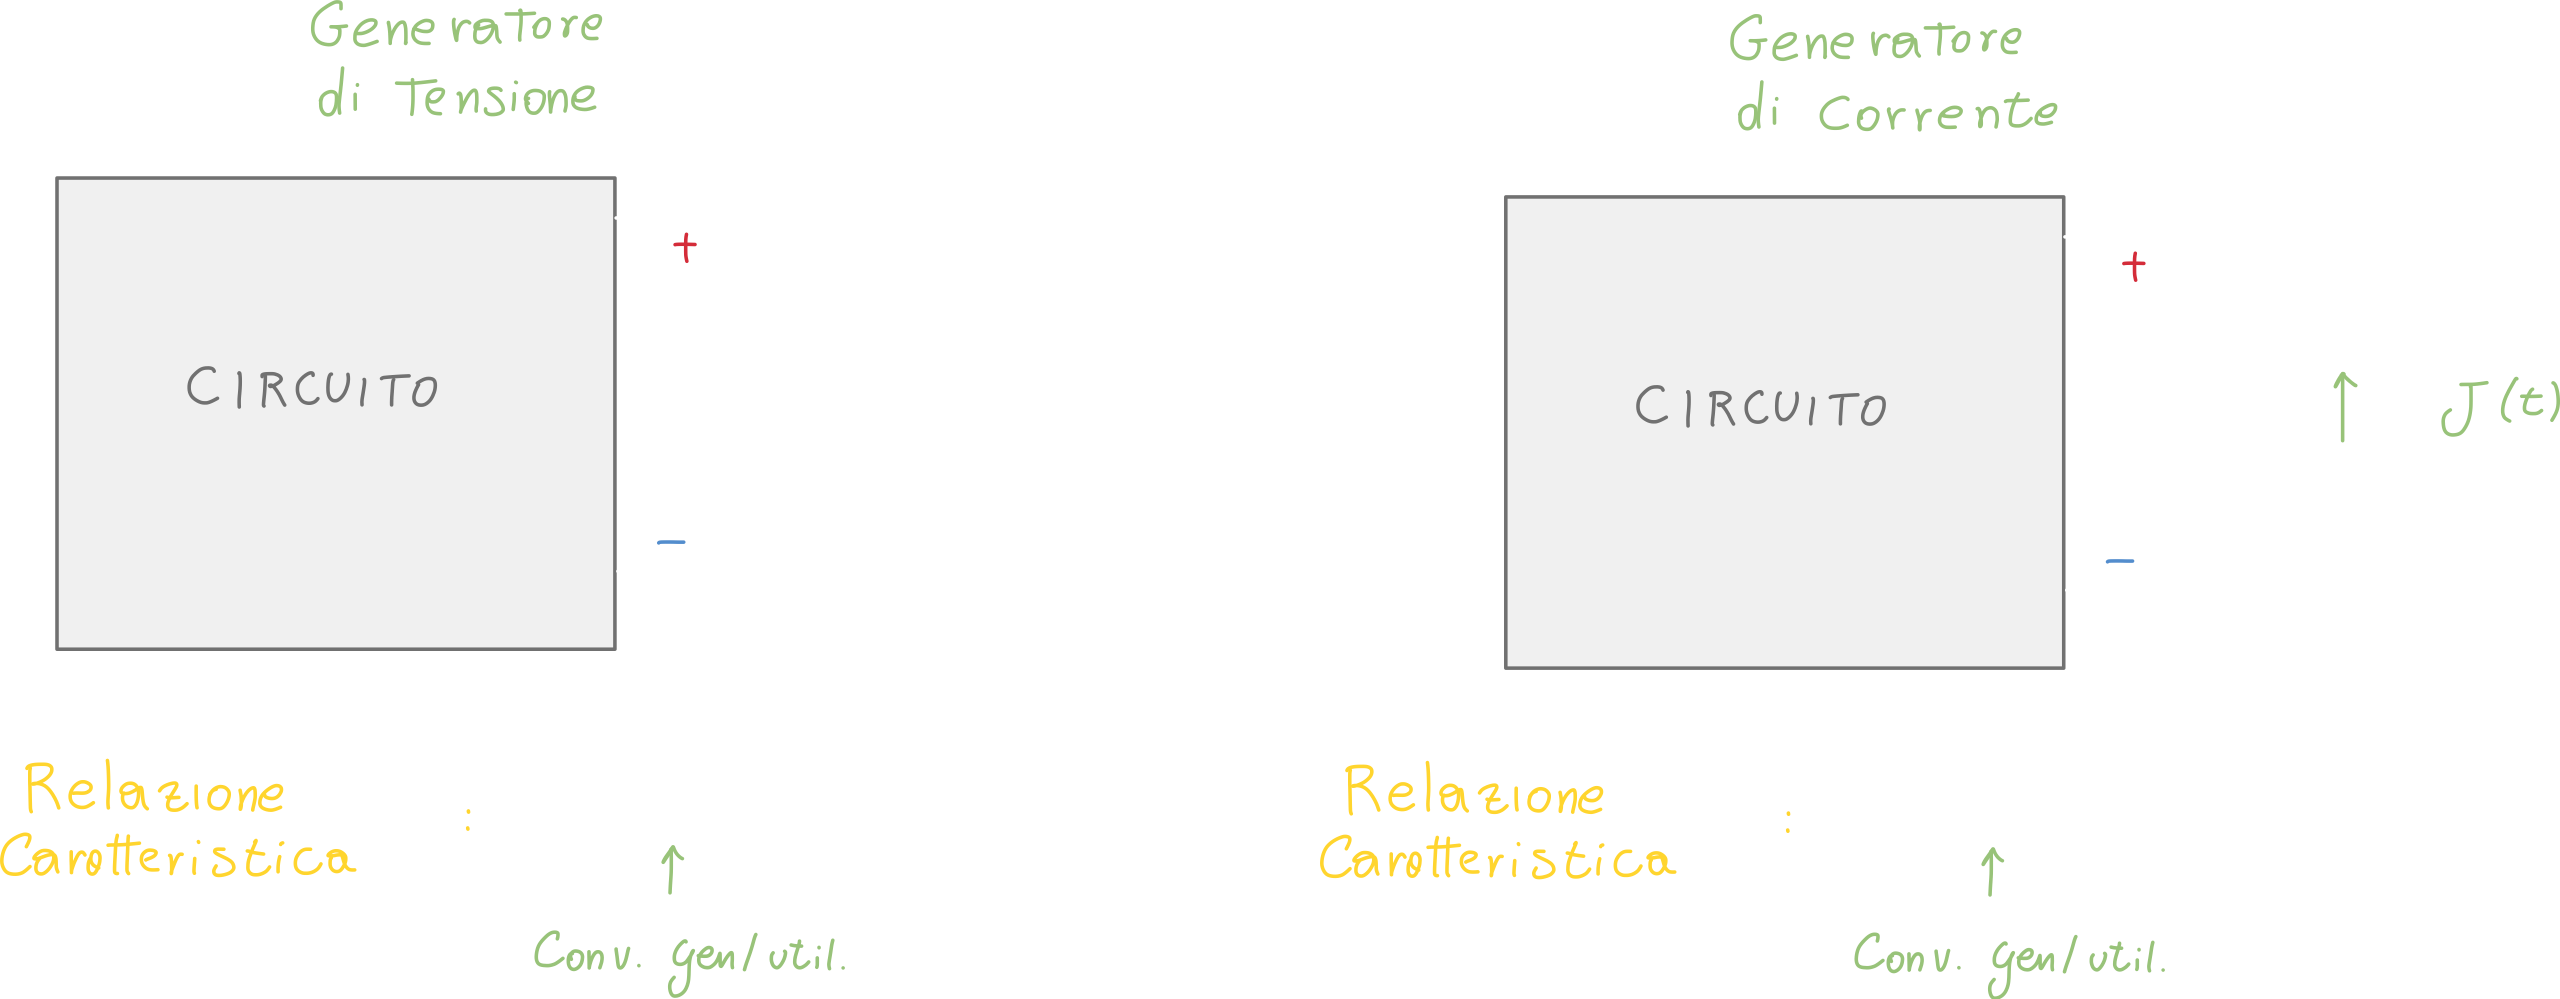 Generatore
di Tensione
+
CIRCUITO
-
Relazione
Caratteristica :
↑
Conv. gen/util.
Generatore
di Corrente
+
CIRCUITO
↑ J(t)
-
Relazione
Caratteristica :
↑
Conv. gen/util.